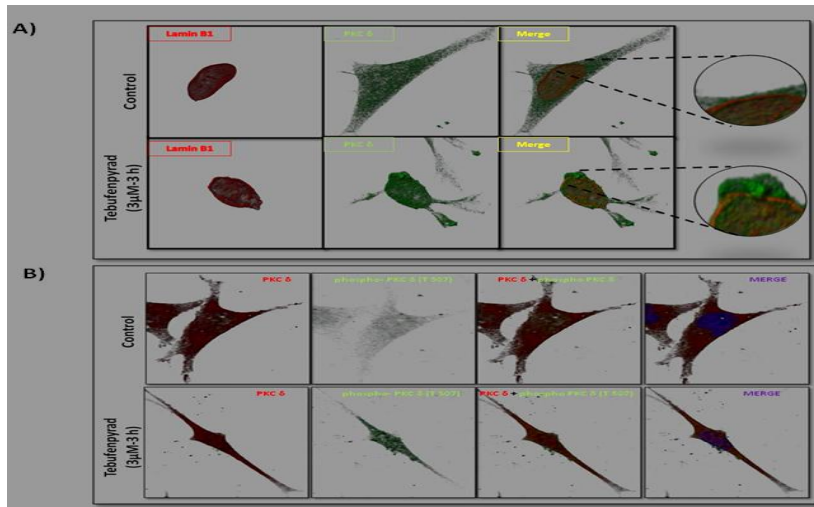 A)
Lamin B1
PKC δ
Merge
Control
Lamin B1
PKC δ
Merge
Tebufenpyrad
(3µM-3 h)
B)
PKC δ
phospho- PKC δ (T 507)
PKC δ + phospho PKC δ
MERGE
Control
PKC δ
phospho- PKC δ (T 507)
PKC δ + phospho PKC δ (T 507)
MERGE
Tebufenpyrad
(3µM-3 h)